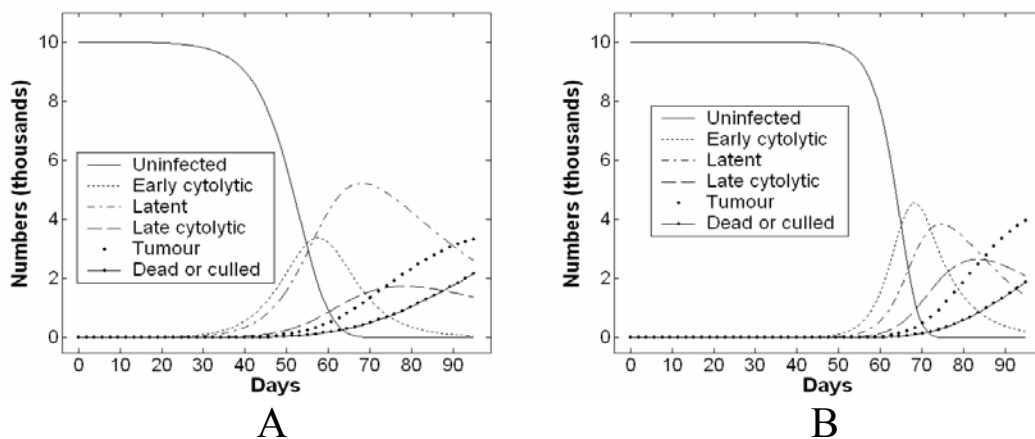 Numbers (thousands)
10
8
6
4
2
0
Uninfected
Early cytolytic
Latent
Late cytolytic
Tumour
Dead or culled
0 10 20 30 40 50 60 70 80 90
Days
A
Numbers (thousands)
10
8
6
4
2
0
Uninfected
Early cytolytic
Latent
Late cytolytic
Tumour
Dead or culled
0 10 20 30 40 50 60 70 80 90
Days
B